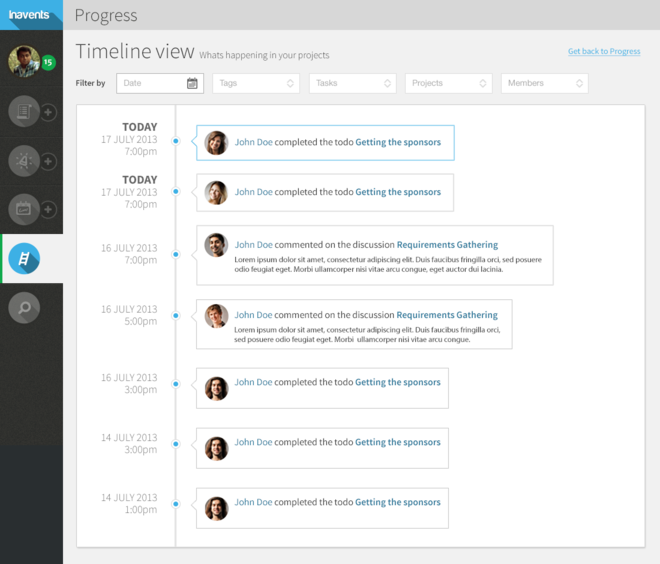 inavents
Progress
15
Timeline view Whats happening in your projects
Get back to Progress
Filter by
Date
Tags
Tasks
Projects
Members
TODAY
17 JULY 2013
7:00pm
John Doe completed the todo Getting the sponsors
TODAY
17 JULY 2013
7:00pm
John Doe completed the todo Getting the sponsors
16 JULY 2013
7:00pm
John Doe commented on the discussion Requirements Gathering
Lorem ipsum dolor sit amet, consectetur adipiscing elit. Duis faucibus fringilla orci, sed posuere
odio feugiat eget. Morbi ullamcorper nisi vitae arcu congue, eget auctor dui lacinia.
16 JULY 2013
5:00pm
John Doe commented on the discussion Requirements Gathering
Lorem ipsum dolor sit amet, consectetur adipiscing elit. Duis faucibus fringilla orci,
sed posuere odio feugiat eget. Morbi ullamcorper nisi vitae arcu congue.
16 JULY 2013
3:00pm
John Doe completed the todo Getting the sponsors
14 JULY 2013
3:00pm
John Doe completed the todo Getting the sponsors
14 JULY 2013
1:00pm
John Doe completed the todo Getting the sponsors